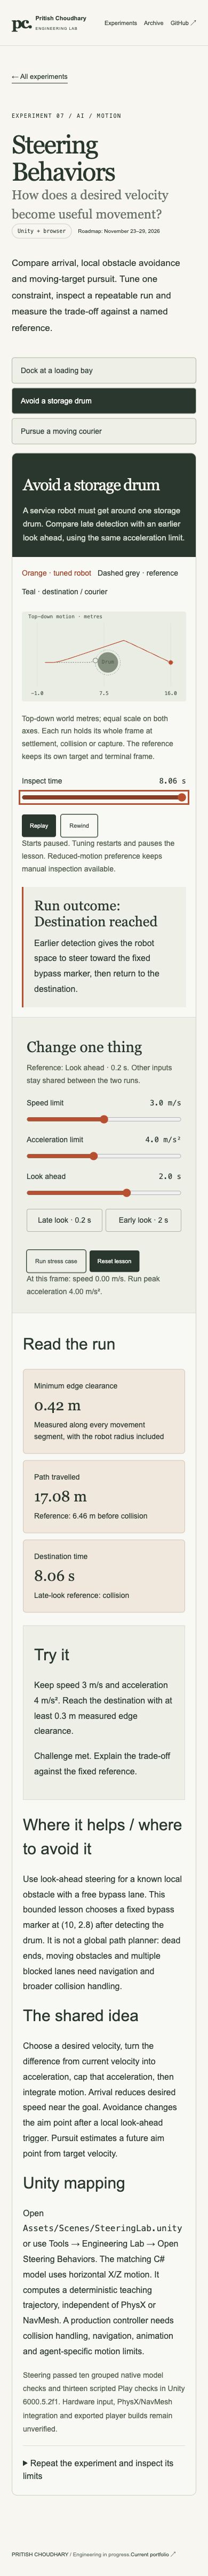 pc.
Pritish Choudhary
ENGINEERING LAB
Experiments
Archive
GitHub ↗
← All experiments
EXPERIMENT 07 / AI / MOTION
Steering
Behaviors
How does a desired velocity
become useful movement?
Unity + browser
Roadmap: November 23–29, 2026
Compare arrival, local obstacle avoidance
and moving-target pursuit. Tune one
constraint, inspect a repeatable run and
measure the trade-off against a named
reference.
Dock at a loading bay
Avoid a storage drum
Pursue a moving courier
Avoid a storage drum
A service robot must get around one storage
drum. Compare late detection with an earlier
look ahead, using the same acceleration limit.
Orange · tuned robot
Dashed grey · reference
Teal · destination / courier
Top-down motion · metres
−1.0
7.5
16.0
Top-down world metres; equal scale on both
axes. Each run holds its whole frame at
settlement, collision or capture. The reference
keeps its own target and terminal frame.
Inspect time
8.06 s
Replay
Rewind
Starts paused. Tuning restarts and pauses the
lesson. Reduced-motion preference keeps
manual inspection available.
Run outcome:
Destination reached
Earlier detection gives the robot
space to steer toward the fixed
bypass marker, then return to the
destination.
Change one thing
Reference: Look ahead · 0.2 s. Other inputs
stay shared between the two runs.
Speed limit
3.0 m/s
Acceleration limit
4.0 m/s²
Look ahead
2.0 s
Late look · 0.2 s
Early look · 2 s
Run stress case
Reset lesson
At this frame: speed 0.00 m/s. Run peak
acceleration 4.00 m/s².
Read the run
Minimum edge clearance
0.42 m
Measured along every movement
segment, with the robot radius included
Path travelled
17.08 m
Reference: 6.46 m before collision
Destination time
8.06 s
Late-look reference: collision
Try it
Keep speed 3 m/s and acceleration
4 m/s². Reach the destination with at
least 0.3 m measured edge
clearance.
Challenge met. Explain the trade-off
against the fixed reference.
Where it helps / where
to avoid it
Use look-ahead steering for a known local
obstacle with a free bypass lane. This
bounded lesson chooses a fixed bypass
marker at (10, 2.8) after detecting the
drum. It is not a global path planner: dead
ends, moving obstacles and multiple
blocked lanes need navigation and
broader collision handling.
The shared idea
Choose a desired velocity, turn the
difference from current velocity into
acceleration, cap that acceleration, then
integrate motion. Arrival reduces desired
speed near the goal. Avoidance changes
the aim point after a local look-ahead
trigger. Pursuit estimates a future aim
point from target velocity.
Unity mapping
Open
Assets/Scenes/SteeringLab.unity
or use Tools → Engineering Lab → Open
Steering Behaviors. The matching C#
model uses horizontal X/Z motion. It
computes a deterministic teaching
trajectory, independent of PhysX or
NavMesh. A production controller needs
collision handling, navigation, animation
and agent-specific motion limits.
Steering passed ten grouped native model
checks and thirteen scripted Play checks in Unity
6000.5.2f1. Hardware input, PhysX/NavMesh
integration and exported player builds remain
unverified.
▶ Repeat the experiment and inspect its
limits
PRITISH CHOUDHARY / Engineering in progress.
Current portfolio ↗